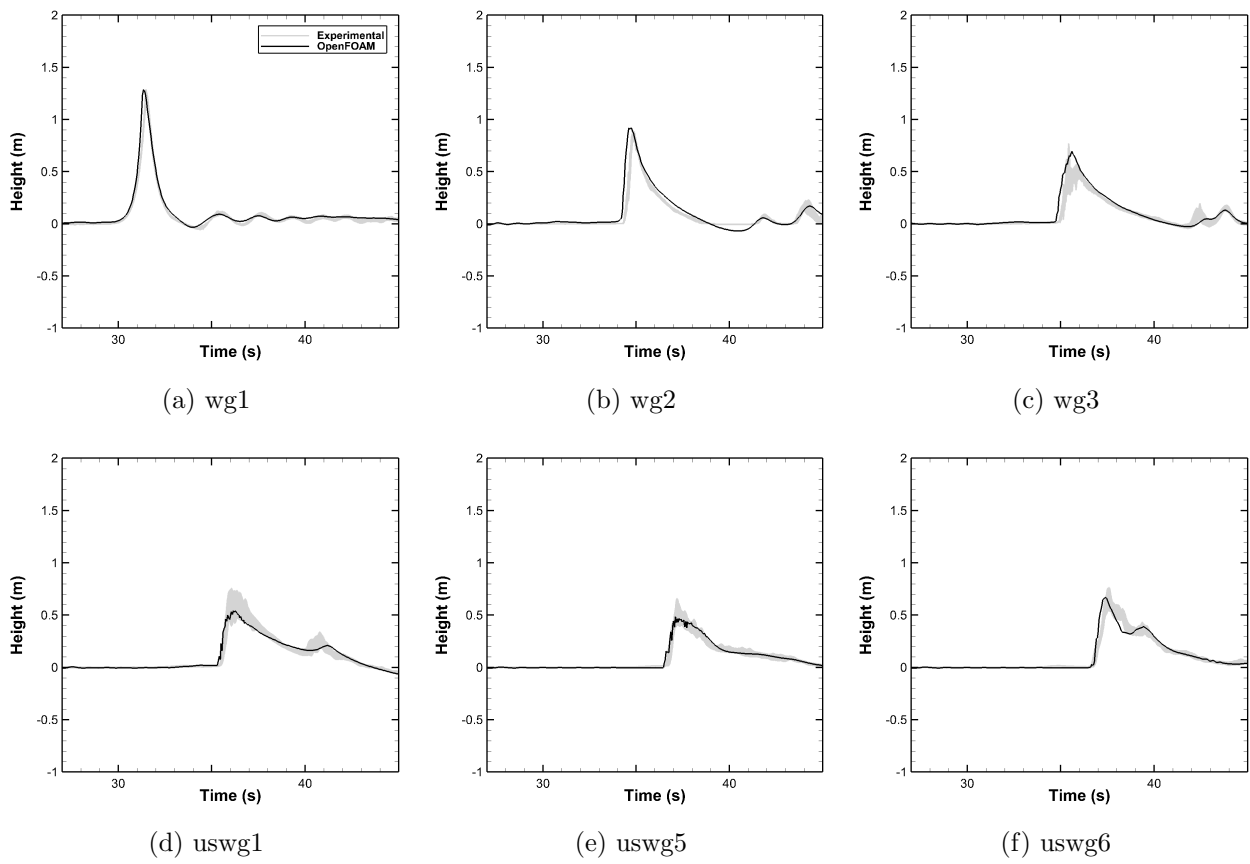 2
1.5
1
0.5
0
-0.5
-1
Height (m)
30
40
Time (s)
Experimental
OpenFOAM
(a) wg1
2
1.5
1
0.5
0
-0.5
-1
Height (m)
30
40
Time (s)
(b) wg2
2
1.5
1
0.5
0
-0.5
-1
Height (m)
30
40
Time (s)
(c) wg3
2
1.5
1
0.5
0
-0.5
-1
Height (m)
30
40
Time (s)
(d) uswg1
2
1.5
1
0.5
0
-0.5
-1
Height (m)
30
40
Time (s)
(e) uswg5
2
1.5
1
0.5
0
-0.5
-1
Height (m)
30
40
Time (s)
(f) uswg6